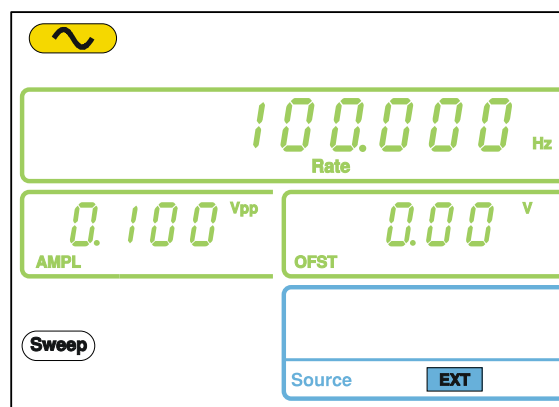 100.000 Hz
Rate
0.100 Vpp
AMPL
0.00 V
OFST
Sweep
Source EXT